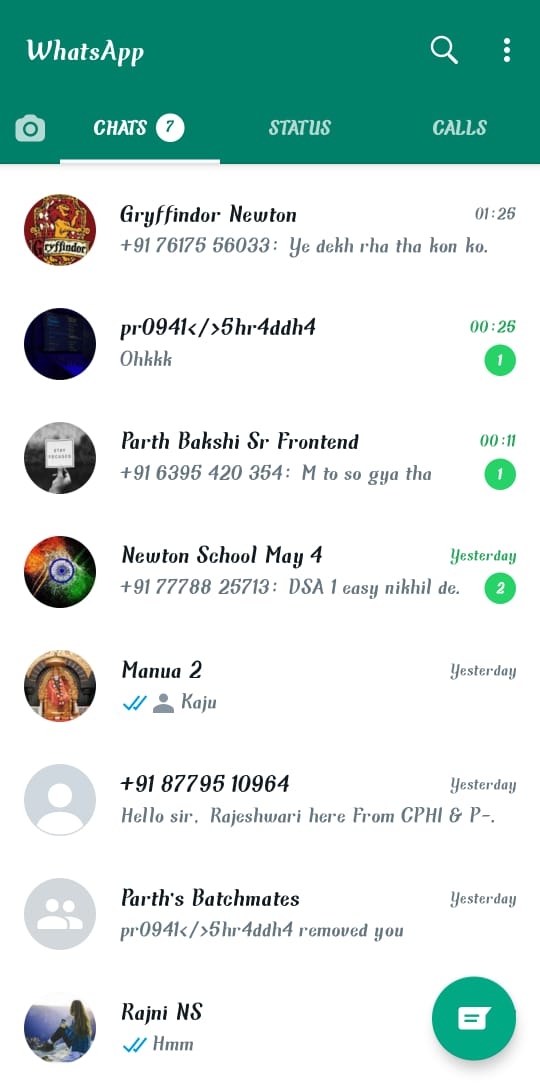 WhatsApp
CHATS 7 STATUS CALLS
Gryffindor Newton 01:25
+91 76175 56033: Ye dekh rha tha kon ko.
Gryffindor
pr0941</>5hr4ddh4 00:25
Ohkkk 1
Parth Bakshi Sr Frontend 00:11
STAY
FOCUSED
+91 6395 420 354: M to so gya tha 1
Newton School May 4 Yesterday
+91 77788 25713: DSA 1 easy nikhil de. 2
Manua 2 Yesterday
Kaju
+91 87795 10964 Yesterday
Hello sir, Rajeshwari here From CPHI & P-.
Parth's Batchmates Yesterday
pr0941</>5hr4ddh4 removed you
Rajni NS
Hmm